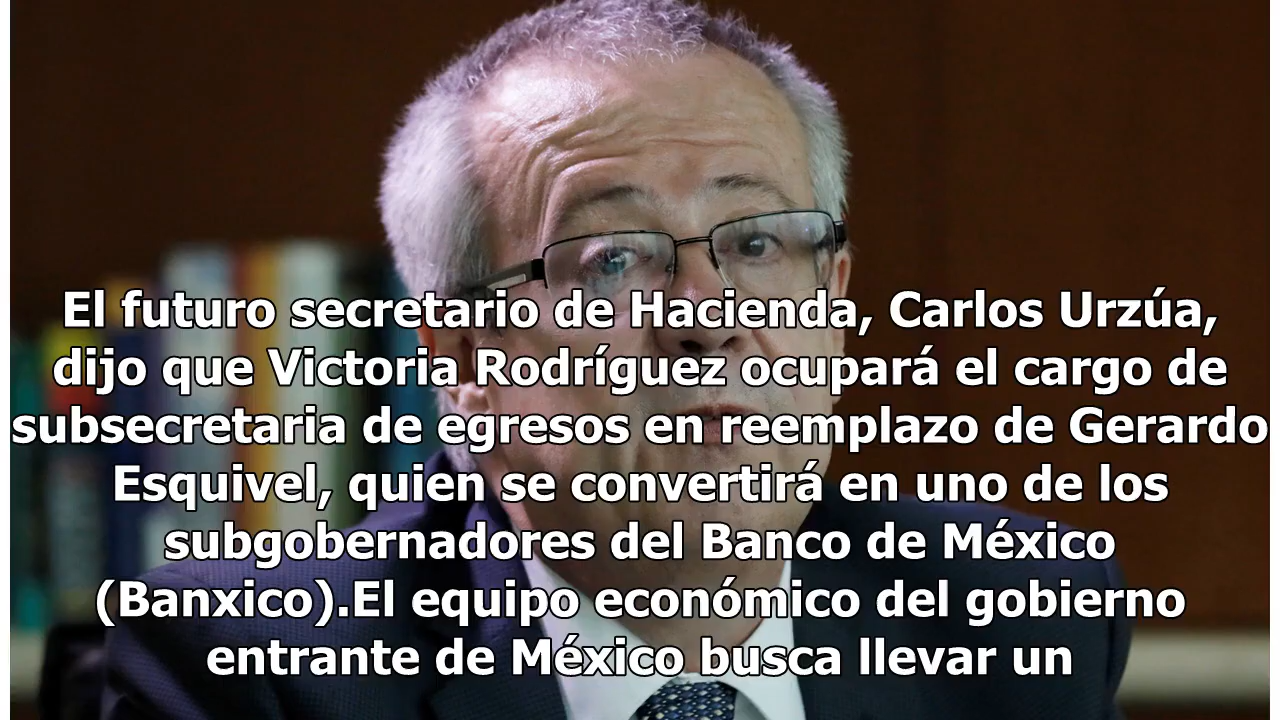 El futuro secretario de Hacienda, Carlos Urzúa,
dijo que Victoria Rodríguez ocupará el cargo de
subsecretaria de egresos en reemplazo de Gerardo
Esquivel, quien se convertirá en uno de los
subgobernadores del Banco de México
(Banxico).El equipo económico del gobierno
entrante de México busca llevar un